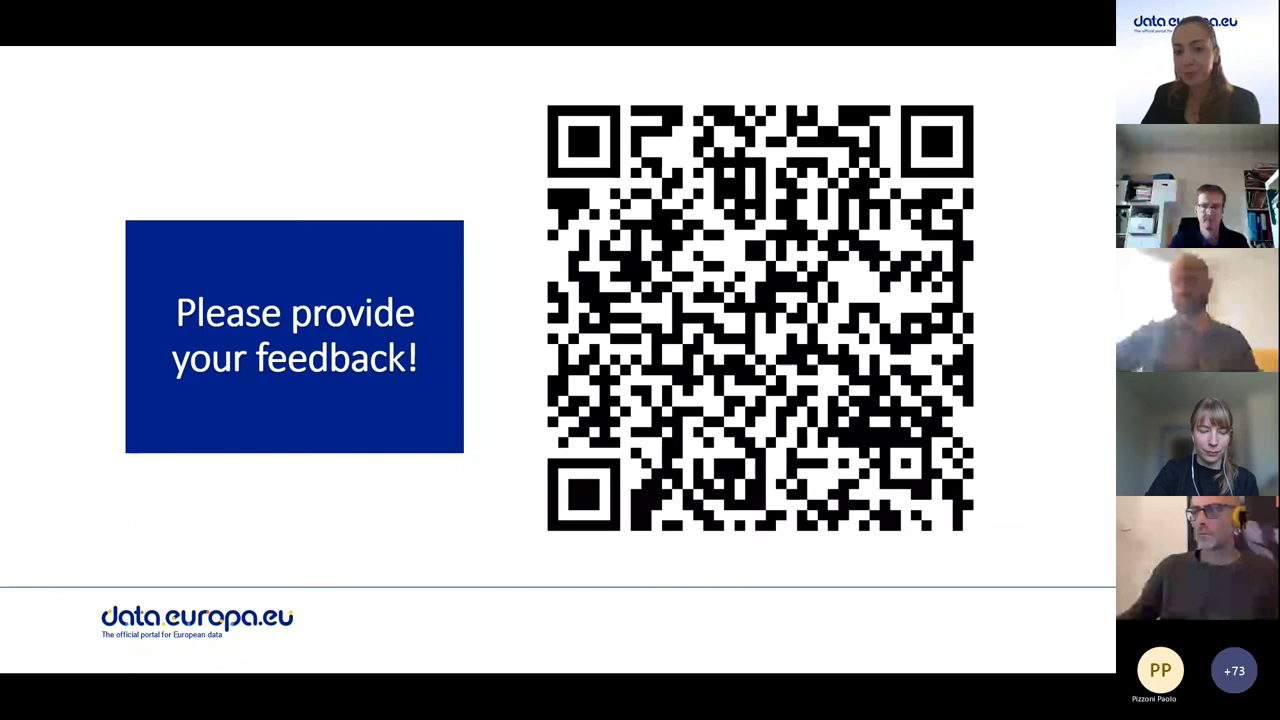 data europa.eu
Please provide
your feedback!
data.europa.eu
The official portal for European data
PP
Pizzoni Paolo
+73